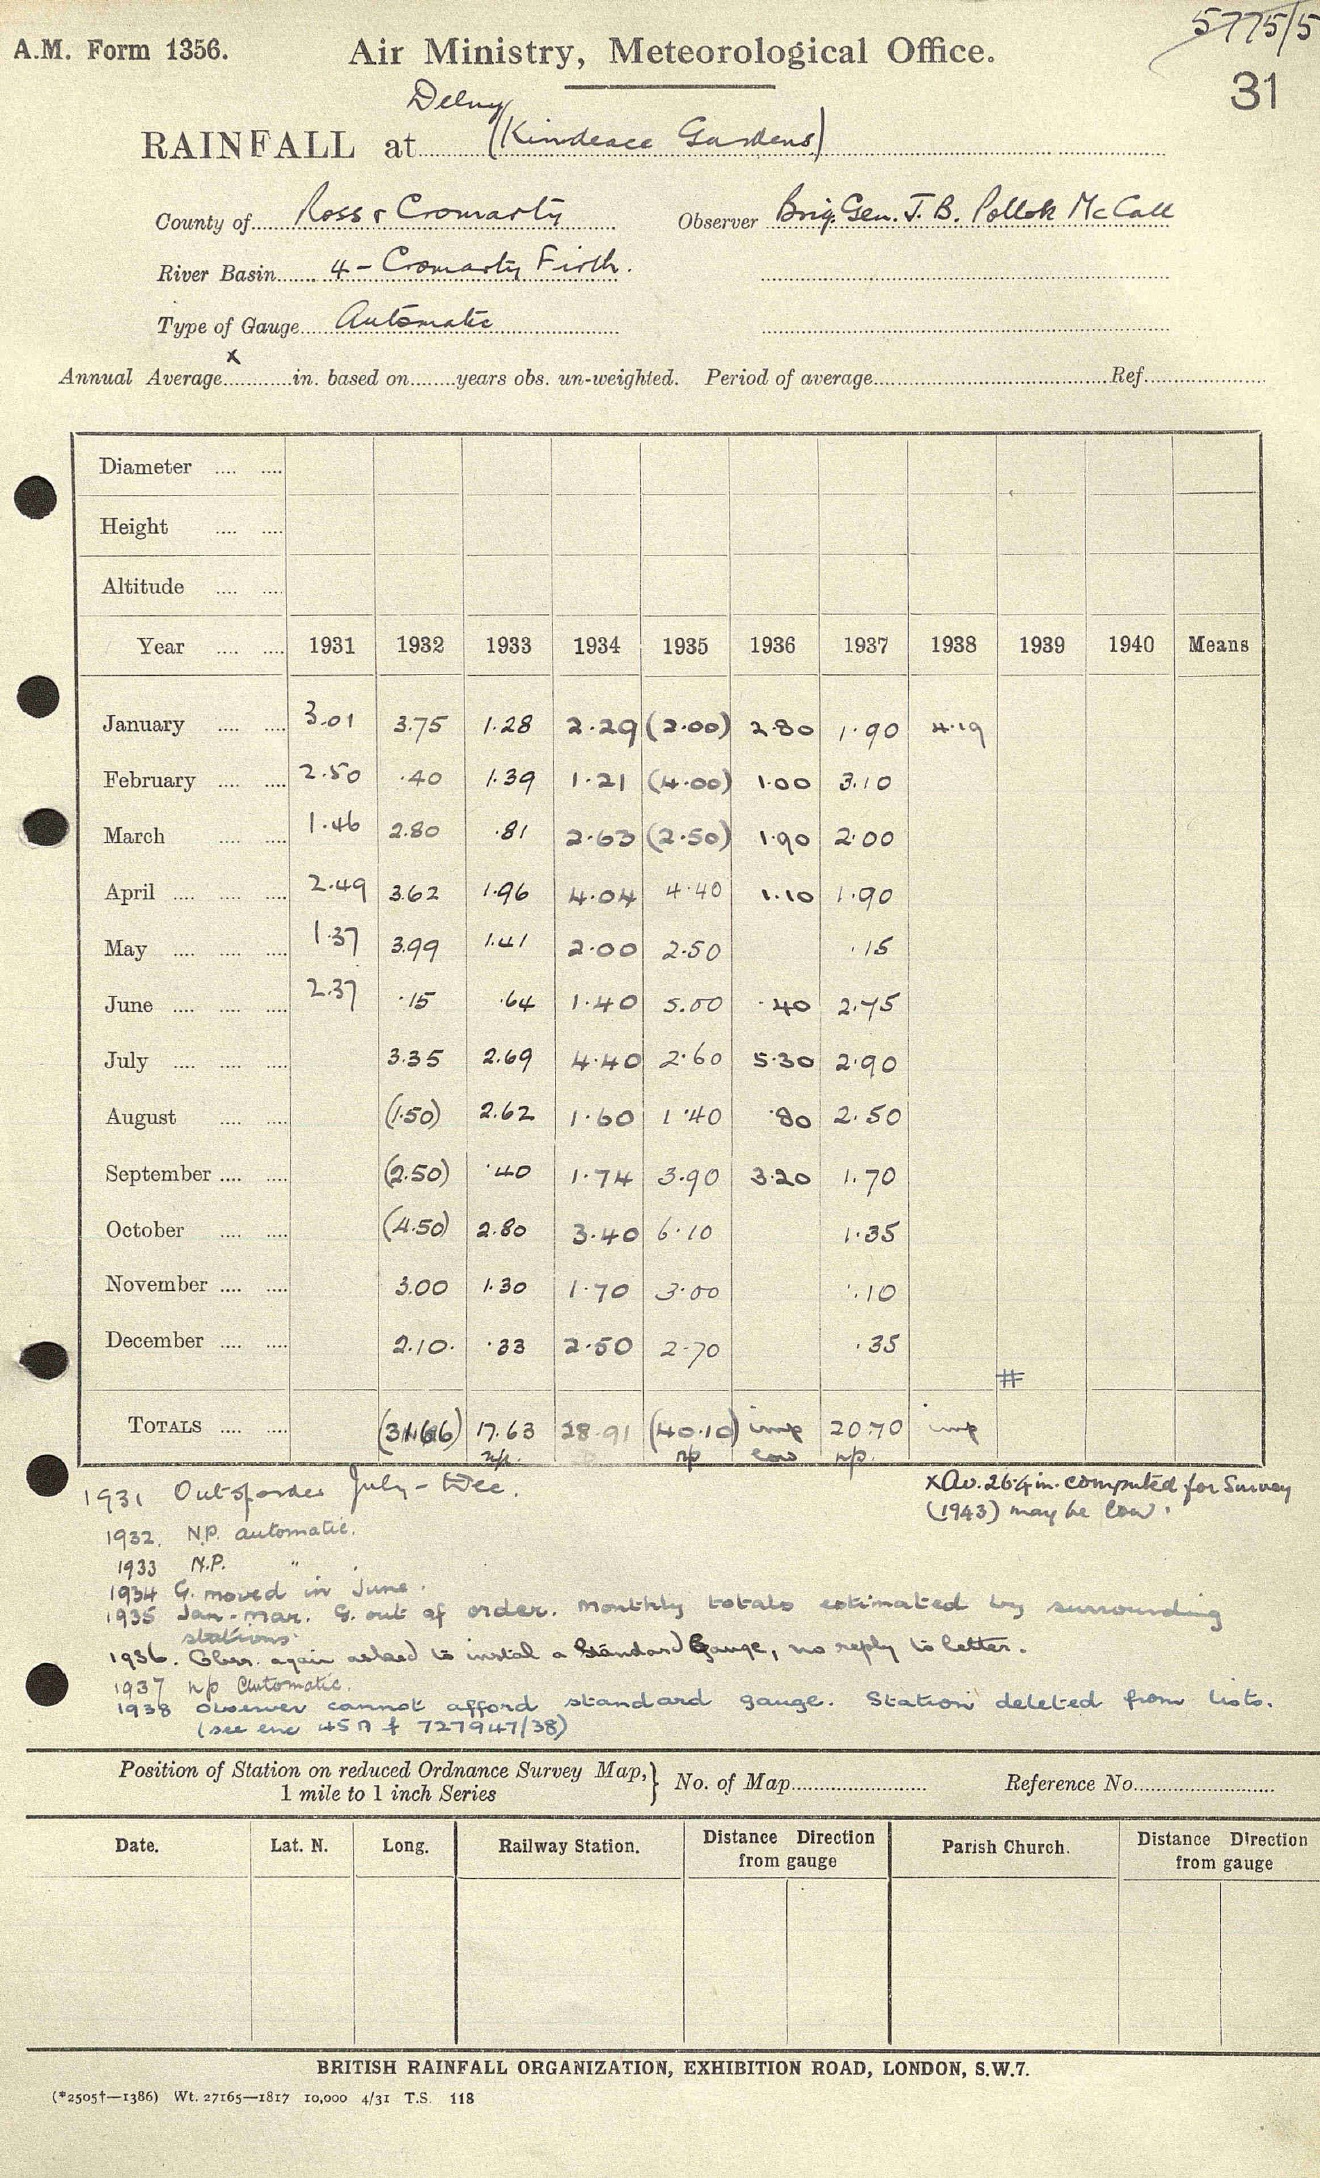 5775/5
A.M. Form 1356.
Air Ministry, Meteorological Office.
31
Delny
RAINFALL at (Kindeace Gardens)
County of Ross & Cromarty Observer Brig. Gen. J. B. Pollok McCall
River Basin 4 - Cromarty Firth.
Type of Gauge Automatic
x
Annual Average in. based on years obs. un-weighted. Period of average Ref.
Diameter
Height
Altitude
Year 1931 1932 1933 1934 1935 1936 1937 1938 1939 1940 Means
January 3.01 3.75 1.28 2.29 (2.00) 2.80 1.90 4.19
February 2.50 .40 1.39 1.21 (4.00) 1.00 3.10
March 1.46 2.80 .81 2.63 (2.50) 1.90 2.00
April 2.49 3.62 1.96 4.04 4.40 1.10 1.90
May 1.37 3.99 1.41 2.00 2.50 .15
June 2.37 .15 .64 1.40 5.00 .40 2.75
July 3.35 2.69 4.40 2.60 5.30 2.90
August (1.50) 2.62 1.60 1.40 .80 2.50
September (2.50) .40 1.74 3.90 3.20 1.70
October (4.50) 2.80 3.40 6.10 1.35
November 3.00 1.30 1.70 3.00 .10
December 2.10. .33 2.50 2.70 .35
#
TOTALS (31.66) 17.63 28.91 (40.10) imp 20.70 imp
n/p. np low n/p.
1931 Out of order July - Dec.
x Av. 26.4 in. computed for Survey
(1943) may be low.
1932. N.P. automatic.
1933 N.P. " .
1934 G. moved in June.
1935 Jan - Mar. G. out of order. Monthly totals estimated by surrounding
stations.
1936. Obser. again asked to instal a Standard Gauge, no reply to letter.
1937 n/p Automatic.
1938 observer cannot afford standard gauge. Station deleted from lists.
(see enc 45A f 727947/38)
Position of Station on reduced Ordnance Survey Map,
1 mile to 1 inch Series } No. of Map Reference No.
Date. Lat. N. Long. Railway Station. Distance Direction from gauge Parish Church. Distance Direction from gauge
BRITISH RAINFALL ORGANIZATION, EXHIBITION ROAD, LONDON, S.W.7.
(*2505†—1386) Wt. 27165—1817 10,000 4/31 T.S. 118